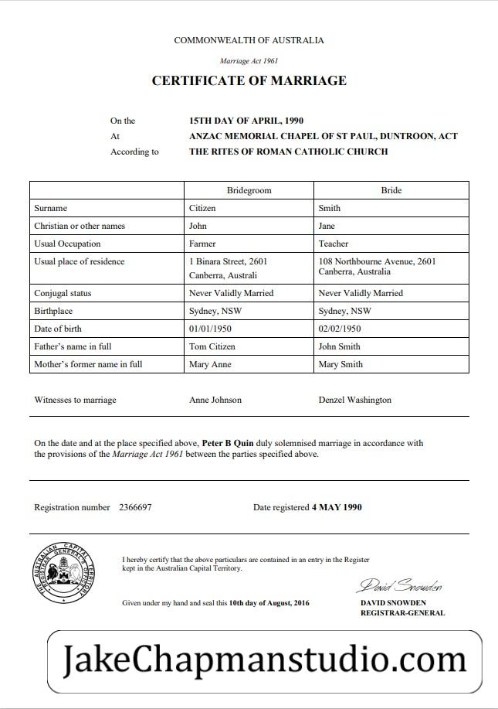 COMMONWEALTH OF AUSTRALIA
Marriage Act 1961
CERTIFICATE OF MARRIAGE
On the 15TH DAY OF APRIL, 1990
At ANZAC MEMORIAL CHAPEL OF ST PAUL, DUNTROON, ACT
According to THE RITES OF ROMAN CATHOLIC CHURCH
Bridegroom Bride
Surname Citizen Smith
Christian or other names John Jane
Usual Occupation Farmer Teacher
Usual place of residence 1 Binara Street, 2601 108 Northbourne Avenue, 2601
Canberra, Australi Canberra, Australia
Conjugal status Never Validly Married Never Validly Married
Birthplace Sydney, NSW Sydney, NSW
Date of birth 01/01/1950 02/02/1950
Father's name in full Tom Citizen John Smith
Mother's former name in full Mary Anne Mary Smith
Witnesses to marriage Anne Johnson Denzel Washington
On the date and at the place specified above, Peter B Quin duly solemnised marriage in accordance with
the provisions of the Marriage Act 1961 between the parties specified above.
Registration number 2366697 Date registered 4 MAY 1990
I hereby certify that the above particulars are contained in an entry in the Register
kept in the Australian Capital Territory.
David Snowden
Given under my hand and seal this 10th day of August, 2016 DAVID SNOWDEN
REGISTRAR-GENERAL
JakeChapmanstudio.com